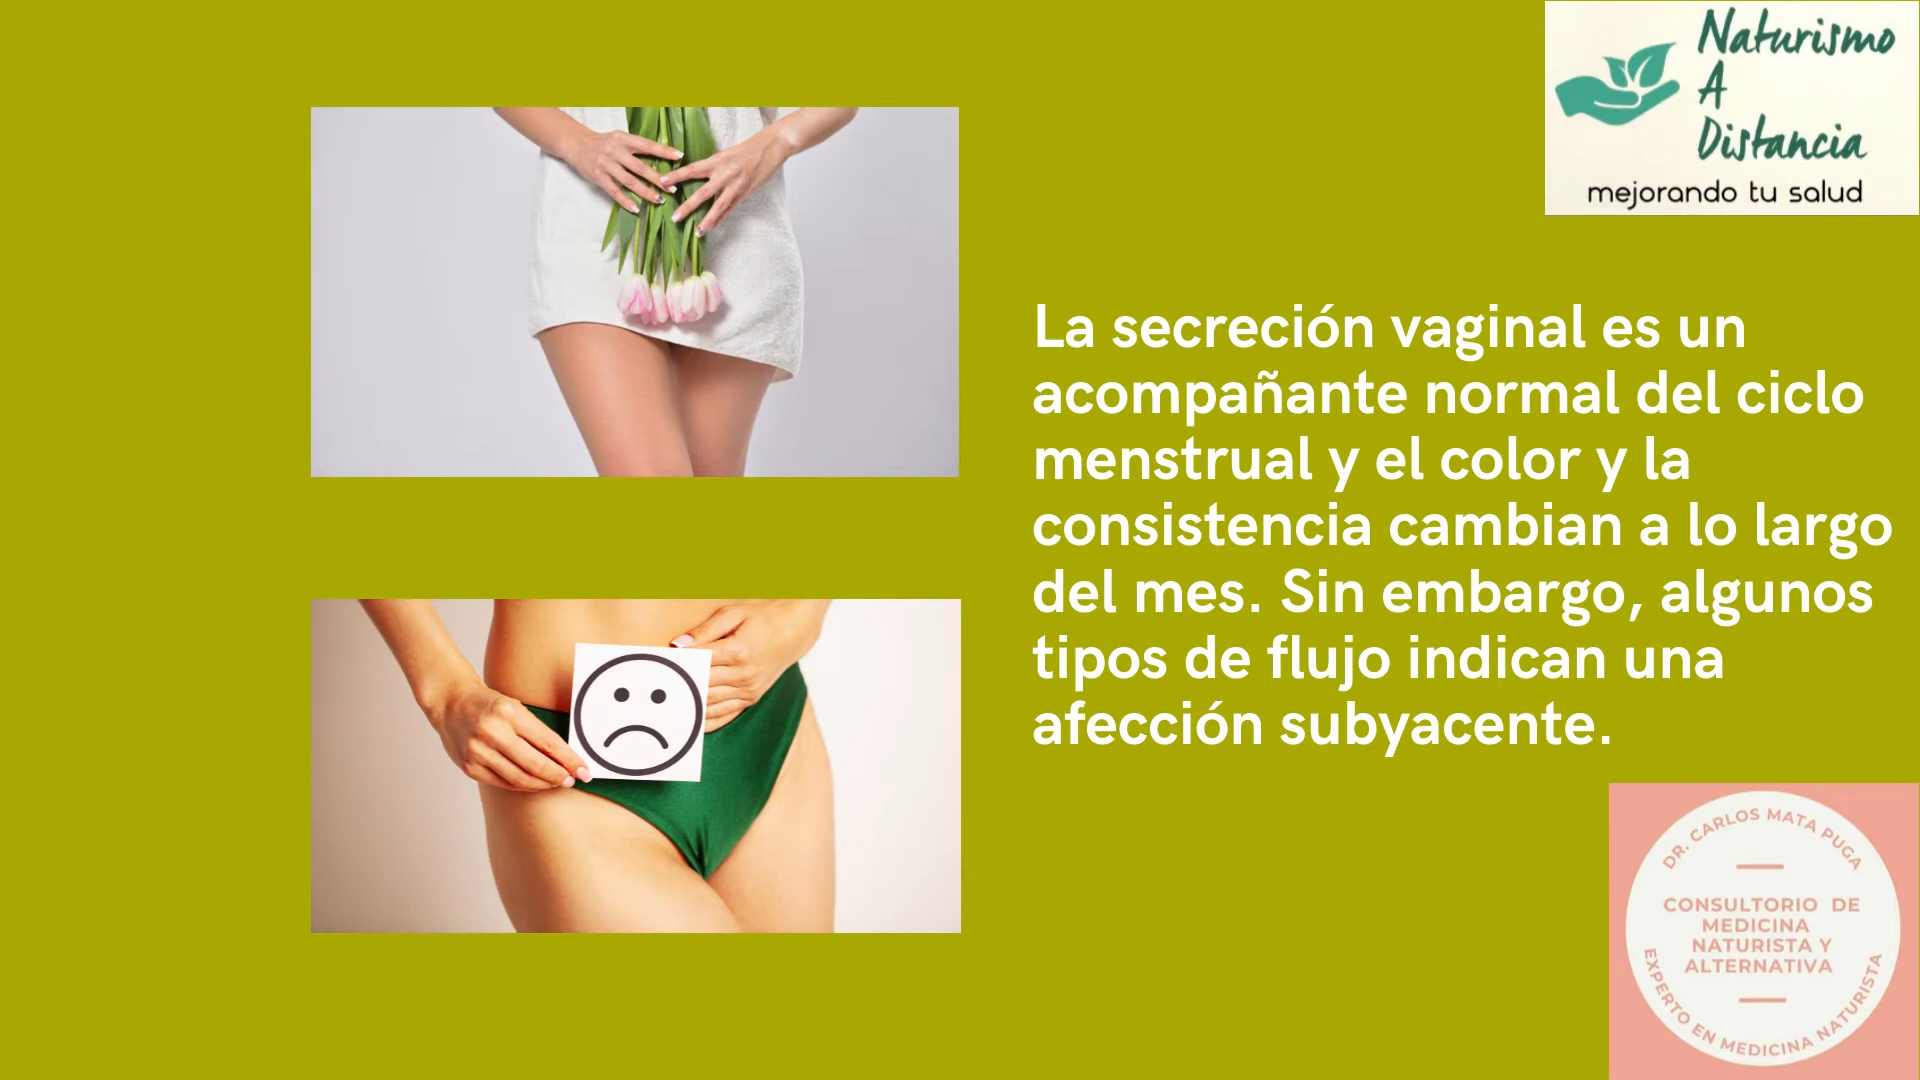 Naturismo
A
Distancia
mejorando tu salud
La secreción vaginal es un
acompañante normal del ciclo
menstrual y el color y la
consistencia cambian a lo largo
del mes. Sin embargo, algunos
tipos de flujo indican una
afección subyacente.
DR. CARLOS MATA PUGA
CONSULTORIO DE
MEDICINA
NATURISTA Y
ALTERNATIVA
EXPERTO EN MEDICINA NATURISTA